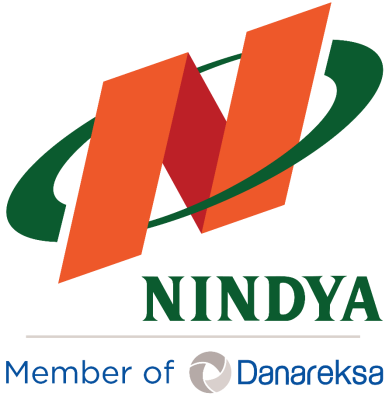 NINDYA
Member of Danareksa